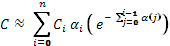 C ≈ ∑_{i=0}^{n} C_i α_i ( e^{- ∑_{j=0}^{i-1} α(j)} )